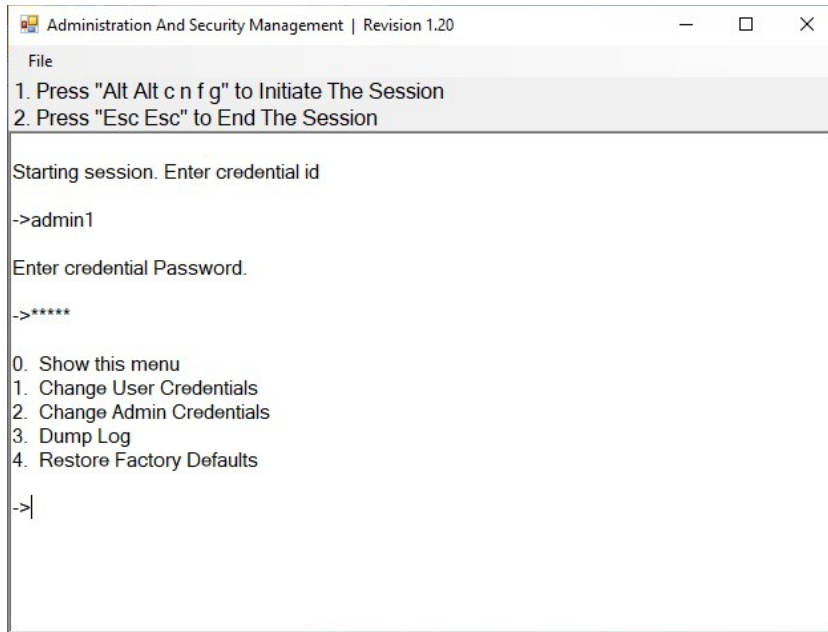 Administration And Security Management | Revision 1.20
File
1. Press "Alt Alt c n f g" to Initiate The Session
2. Press "Esc Esc" to End The Session
Starting session. Enter credential id
->admin1
Enter credential Password.
->*****
0. Show this menu
1. Change User Credentials
2. Change Admin Credentials
3. Dump Log
4. Restore Factory Defaults
->